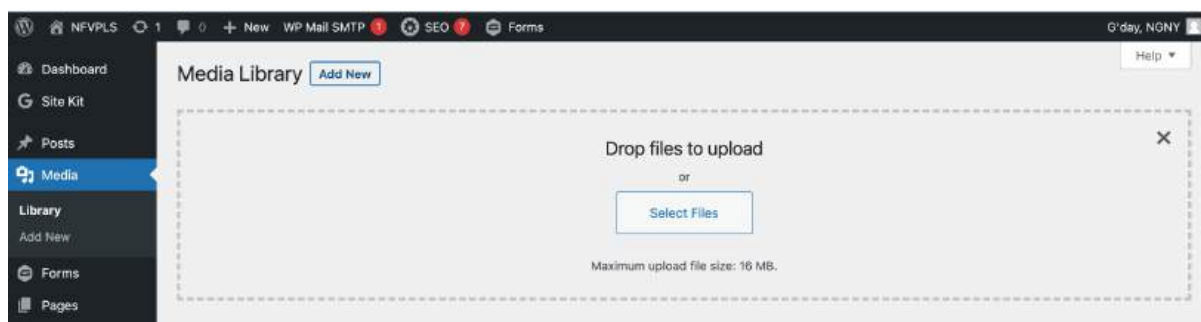 NFVPLS 1 0 New WP Mail SMTP 1 SEO 7 Forms G'day, NGNY
Help
Dashboard
Site Kit
Posts
Media
Library
Add New
Forms
Pages
Media Library Add New
Drop files to upload
or
Select Files
Maximum upload file size: 16 MB.